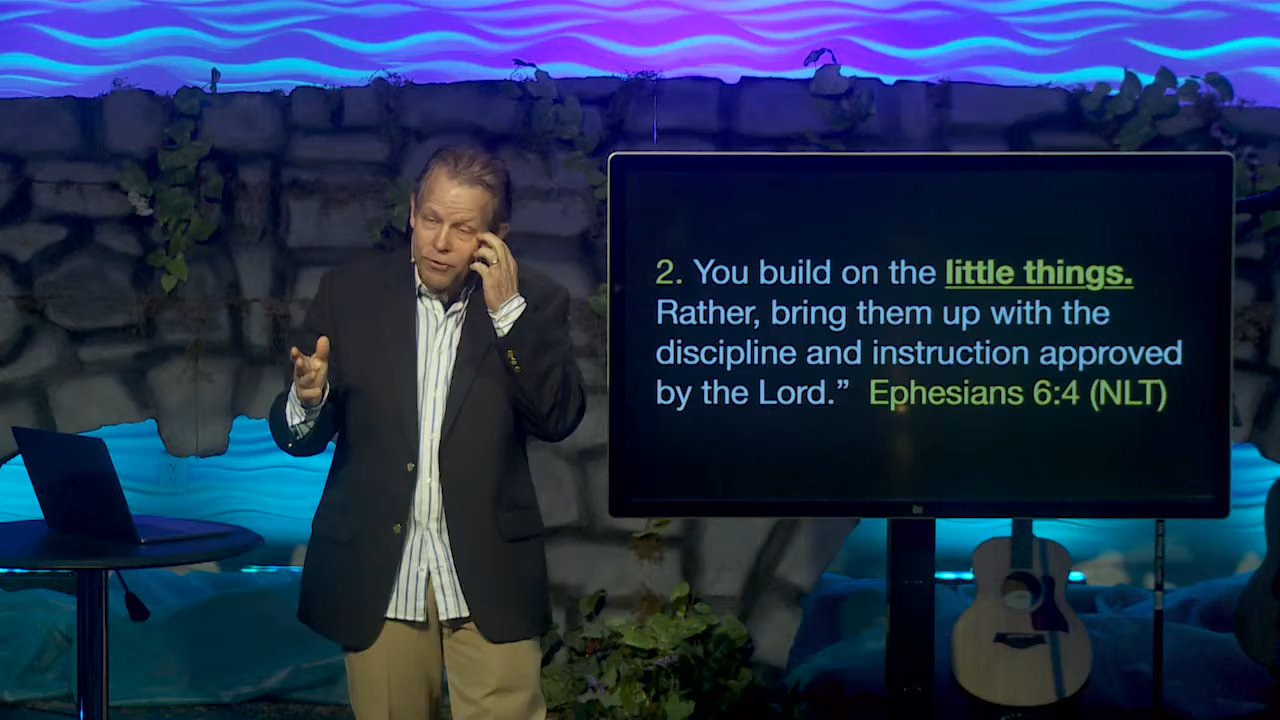 2. You build on the little things.
Rather, bring them up with the
discipline and instruction approved
by the Lord.” Ephesians 6:4 (NLT)